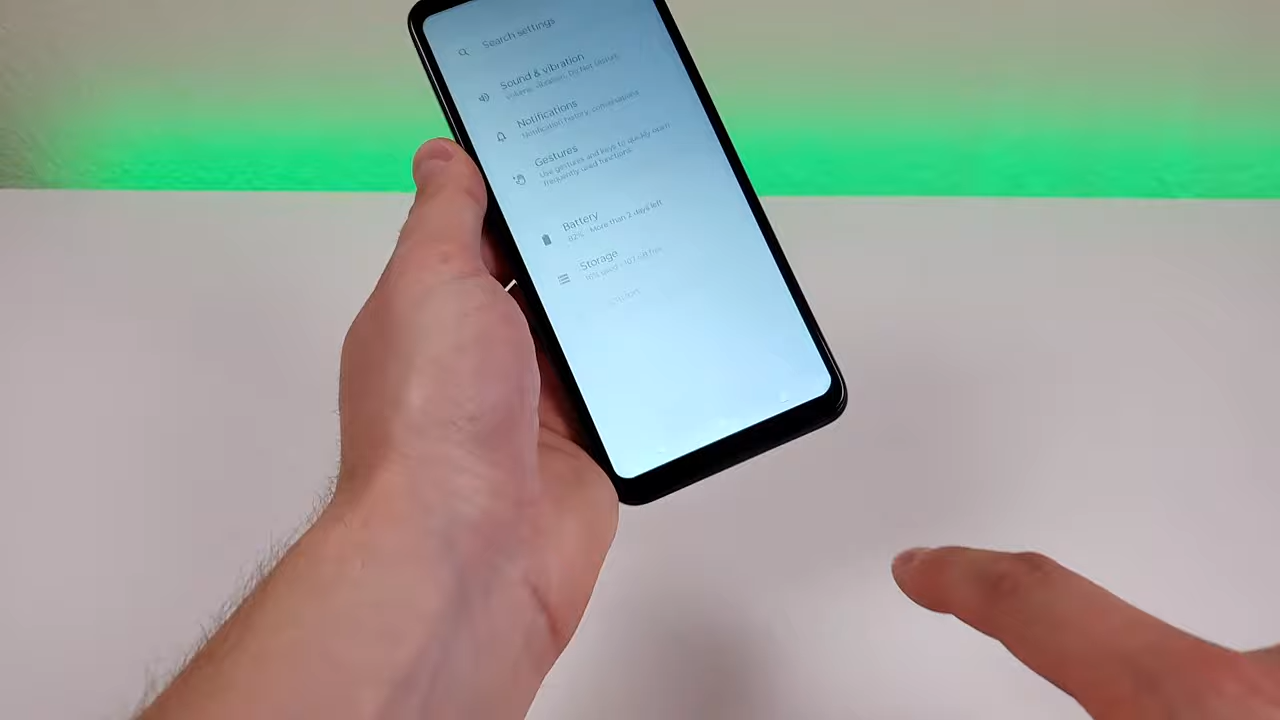 Search settings
Sound & vibration
Volume, vibration, Do Not Disturb
Notifications
Notification history, conversations
Gestures
Use gestures and keys to quickly
frequently used functions.
Battery
82% - More than 2 days left
Storage